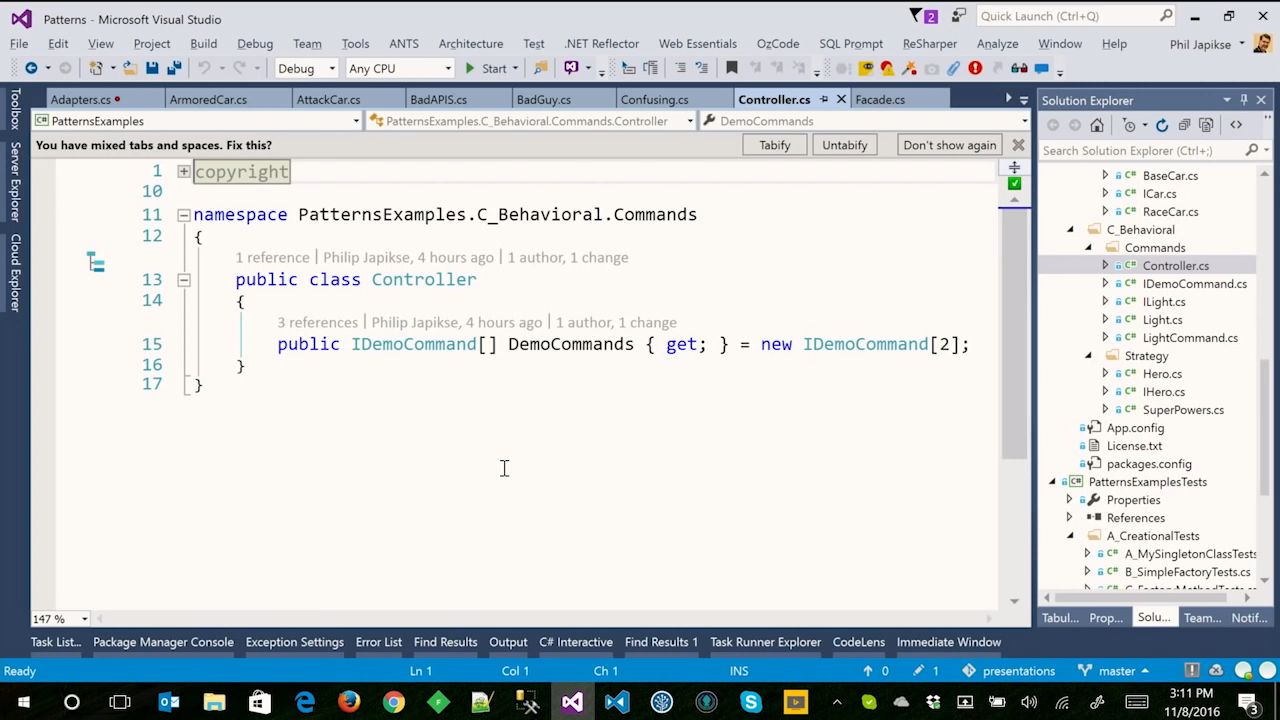 Patterns - Microsoft Visual Studio
2
Quick Launch (Ctrl+Q)
File Edit View Project Build Debug Team Tools ANTS Architecture Test .NET Reflector Web Essentials OzCode SQL Prompt ReSharper Analyze Window Help Phil Japikse
Debug Any CPU Start
Toolbox
Server Explorer
Cloud Explorer
Adapters.cs ArmoredCar.cs AttackCar.cs BadAPIS.cs BadGuy.cs Confusing.cs Controller.cs Facade.cs
PatternsExamples PatternsExamples.C_Behavioral.Commands.Controller DemoCommands
You have mixed tabs and spaces. Fix this? Tabify Untabify Don't show again
1 copyright
10
11 namespace PatternsExamples.C_Behavioral.Commands
12 {
1 reference | Philip Japikse, 4 hours ago | 1 author, 1 change
13 public class Controller
14 {
3 references | Philip Japikse, 4 hours ago | 1 author, 1 change
15 public IDemoCommand[] DemoCommands { get; } = new IDemoCommand[2];
16 }
17 }
147 %
Solution Explorer
Search Solution Explorer (Ctrl+;)
BaseCar.cs
ICar.cs
RaceCar.cs
C_Behavioral
Commands
Controller.cs
IDemoCommand.cs
ILight.cs
Light.cs
LightCommand.cs
Strategy
Hero.cs
IHero.cs
SuperPowers.cs
App.config
License.txt
packages.config
PatternsExamplesTests
Properties
References
A_CreationalTests
A_MySingletonClassTests
B_SimpleFactoryTests.cs
C_FactoryMethodTests.cs
Tabul... Prop... Solu... Team... Notif...
Task List... Package Manager Console Exception Settings Error List Find Results Output C# Interactive Find Results 1 Task Runner Explorer CodeLens Immediate Window
Ready Ln 1 Col 1 Ch 1 INS 0 1 presentations master
3:11 PM
11/8/2016
3